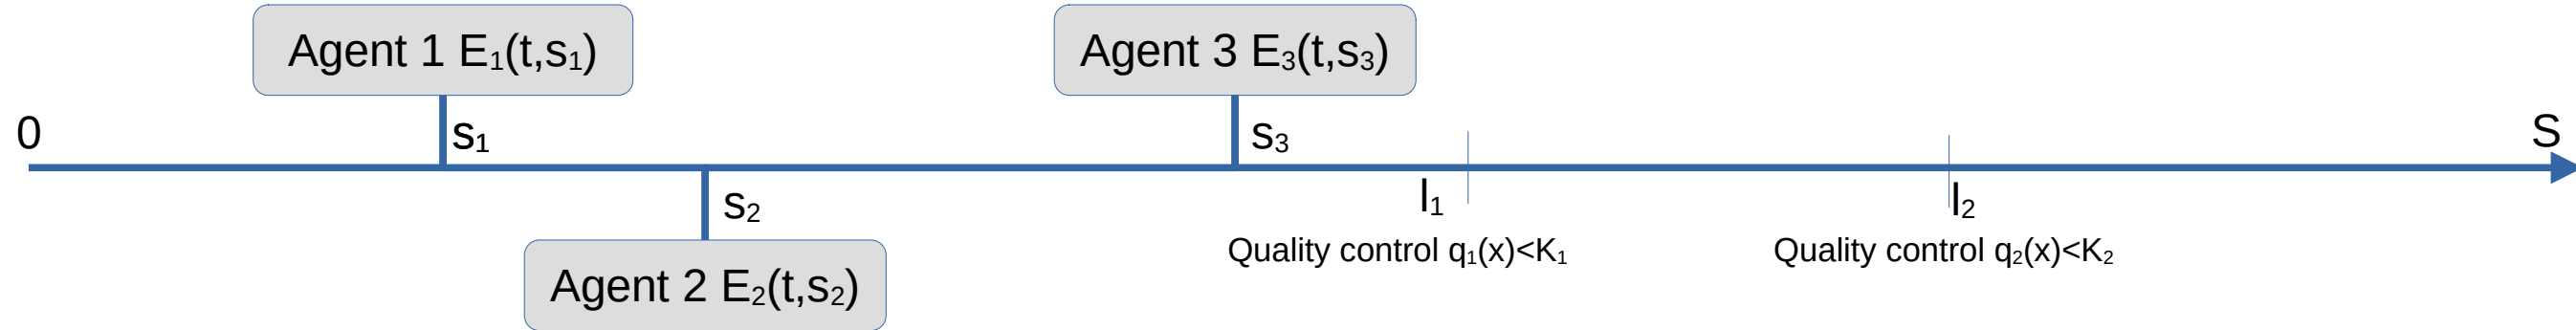 Agent 1 E₁(t,s₁)
Agent 3 E₃(t,s₃)
0
s₁
s₃
S
s₂
l₁
l₂
Quality control q₁(x)<K₁
Quality control q₂(x)<K₂
Agent 2 E₂(t,s₂)